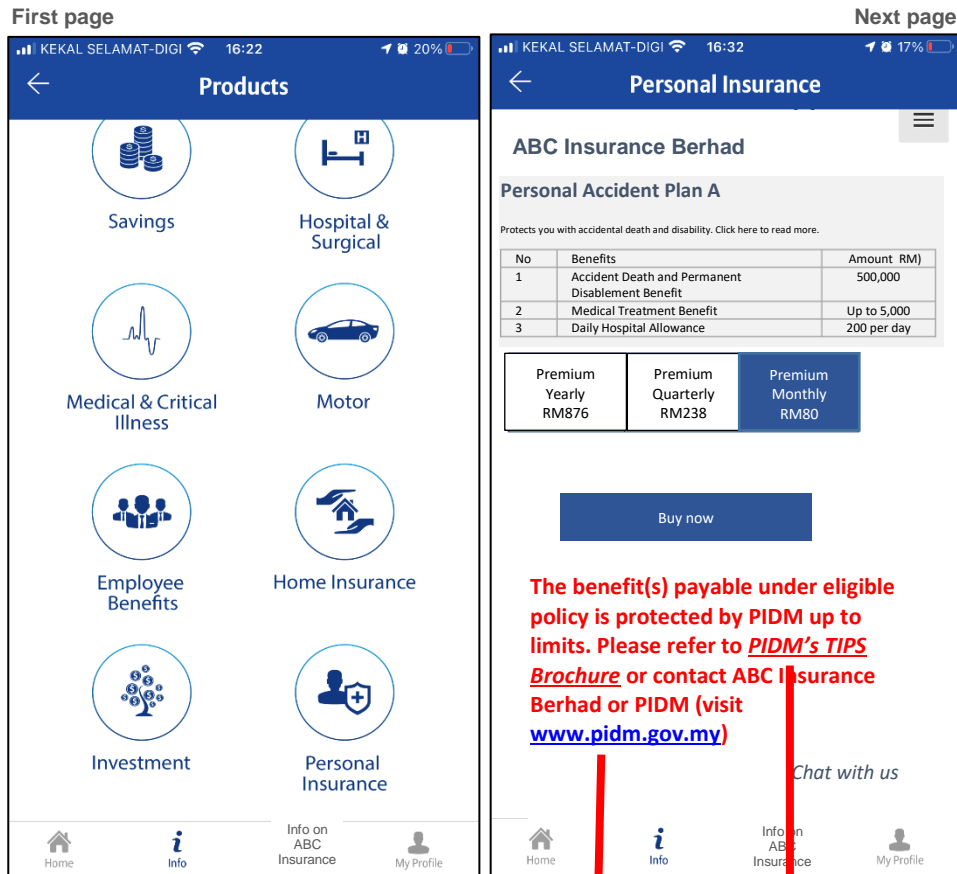 First page
Next page
KEKAL SELAMAT-DIGI 16:22 20%
Products
Savings
Hospital &
Surgical
Medical & Critical
Illness
Motor
Employee
Benefits
Home Insurance
Investment
Personal
Insurance
Home
Info
Info on
ABC
Insurance
My Profile
KEKAL SELAMAT-DIGI 16:32 17%
Personal Insurance
ABC Insurance Berhad
Personal Accident Plan A
Protects you with accidental death and disability. Click here to read more.
No Benefits Amount RM)
1 Accident Death and Permanent 500,000
Disablement Benefit
2 Medical Treatment Benefit Up to 5,000
3 Daily Hospital Allowance 200 per day
Premium
Yearly
RM876
Premium
Quarterly
RM238
Premium
Monthly
RM80
Buy now
The benefit(s) payable under eligible
policy is protected by PIDM up to
limits. Please refer to PIDM's TIPS
Brochure or contact ABC Insurance
Berhad or PIDM (visit
www.pidm.gov.my)
Chat with us
Home
Info
Info on
ABC
Insurance
My Profile